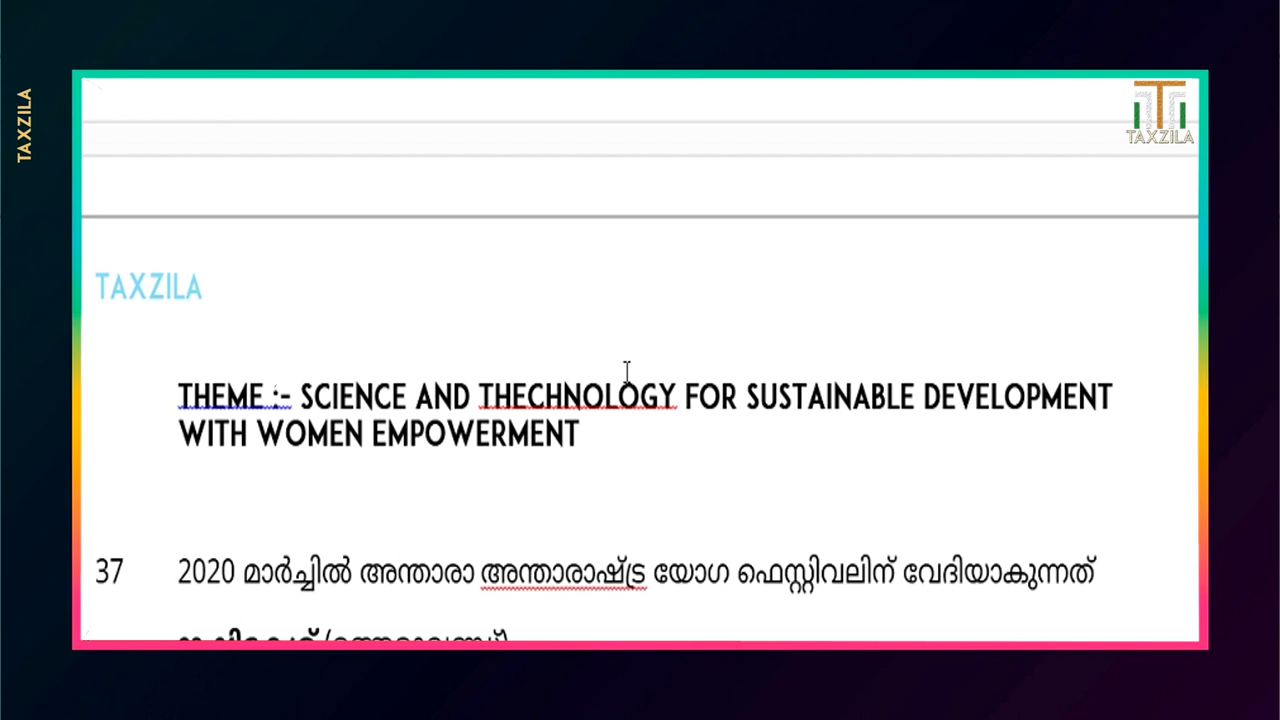 TAXZILA
TAXZILA
TAXZILA
THEME :- SCIENCE AND THECHNOLOGY FOR SUSTAINABLE DEVELOPMENT
WITH WOMEN EMPOWERMENT
37 2020 മാർച്ചിൽ അന്താരാ അന്താരാഷ്ട്ര യോഗ ഫെസ്റ്റിവലിന് വേദിയാകുന്നത്